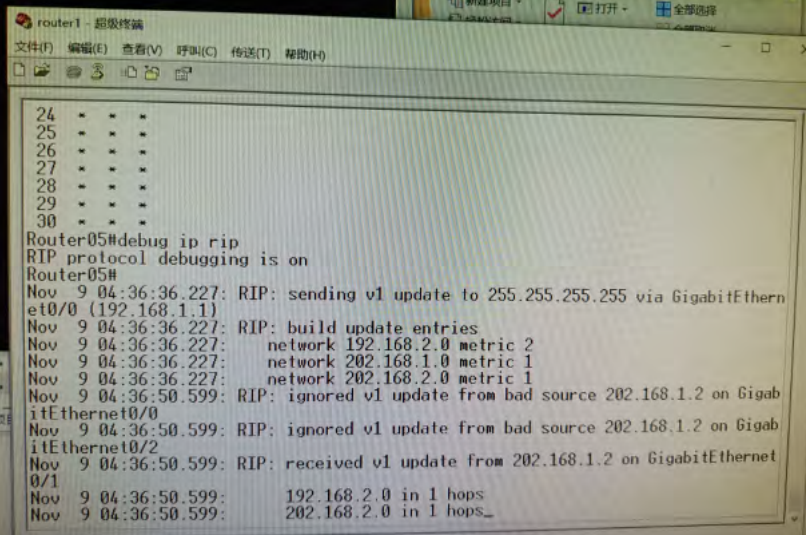 打开
全部选择
router1 - 超级终端
文件(F) 编辑(E) 查看(V) 呼叫(C) 传送(T) 帮助(H)
24 * * *
25 * * *
26 * * *
27 * * *
28 * * *
29 * * *
30 * * *
Router05#debug ip rip
RIP protocol debugging is on
Router05#
Nov  9 04:36:36.227: RIP: sending v1 update to 255.255.255.255 via GigabitEthern
et0/0 (192.168.1.1)
Nov  9 04:36:36.227: RIP: build update entries
Nov  9 04:36:36.227:    network 192.168.2.0 metric 2
Nov  9 04:36:36.227:    network 202.168.1.0 metric 1
Nov  9 04:36:36.227:    network 202.168.2.0 metric 1
Nov  9 04:36:50.599: RIP: ignored v1 update from bad source 202.168.1.2 on Gigab
itEthernet0/0
Nov  9 04:36:50.599: RIP: ignored v1 update from bad source 202.168.1.2 on Gigab
itEthernet0/2
Nov  9 04:36:50.599: RIP: received v1 update from 202.168.1.2 on GigabitEthernet
0/1
Nov  9 04:36:50.599:      192.168.2.0 in 1 hops
Nov  9 04:36:50.599:      202.168.2.0 in 1 hops_